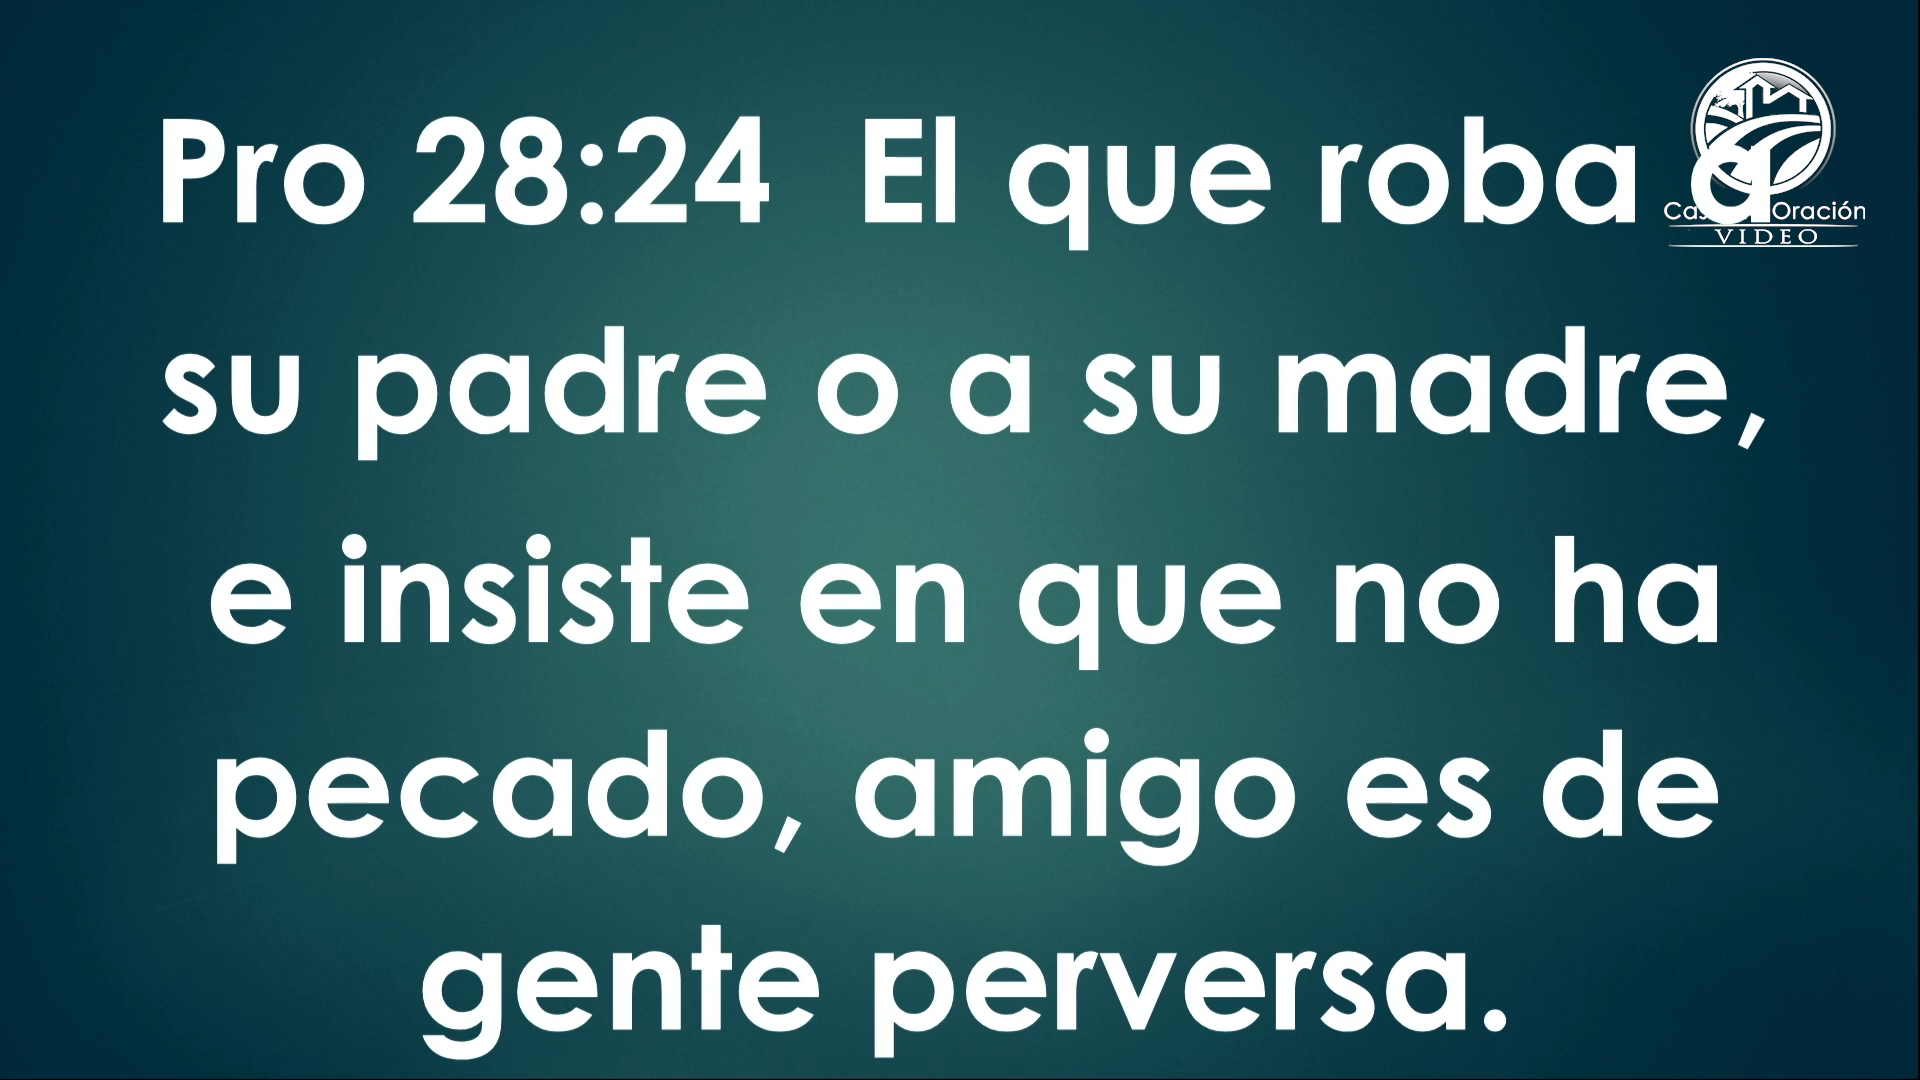 Pro 28:24 El que roba a
su padre o a su madre,
e insiste en que no ha
pecado, amigo es de
gente perversa.
Oración
VIDEO